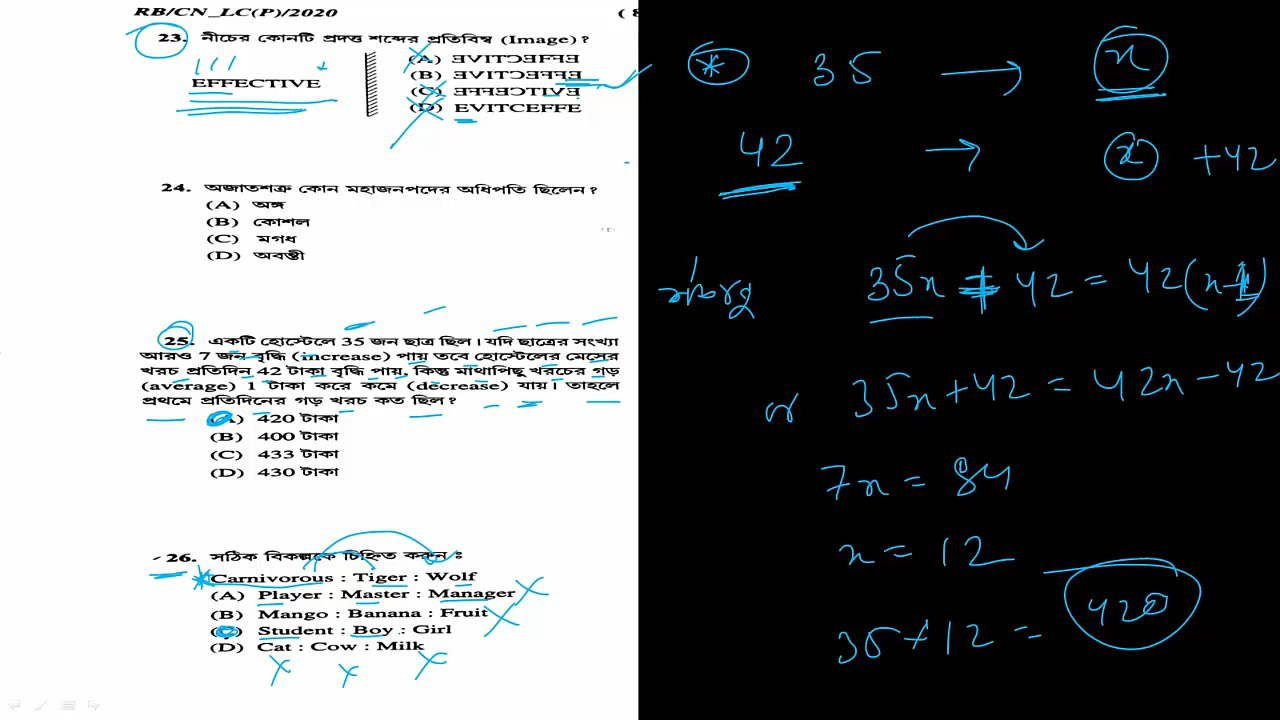 RB/CN_LC(P)/2020
23. নীচের কোনটি প্রদত্ত শব্দের প্রতিবিম্ব (Image) ?
EFFECTIVE
(A)
(B)
(C)
(D) EVITCEFFE
24. অজাতশত্রু কোন মহাজনপদের অধিপতি ছিলেন ?
(A) অঙ্গ
(B) কোশল
(C) মগধ
(D) অবন্তী
25. একটি হোস্টেলে 35 জন ছাত্র ছিল। যদি ছাত্রের সংখ্যা
আরও 7 জন বৃদ্ধি (increase) পায় তবে হোস্টেলের মেসের
খরচ প্রতিদিন 42 টাকা বৃদ্ধি পায়, কিন্তু মাথাপিছু খরচের গড়
(average) 1 টাকা করে কমে (decrease) যায়। তাহলে
প্রথমে প্রতিদিনের গড় খরচ কত ছিল ?
(A) 420 টাকা
(B) 400 টাকা
(C) 433 টাকা
(D) 430 টাকা
26. সঠিক বিকল্পকে চিহ্নিত করুন :
Carnivorous : Tiger : Wolf
(A) Player : Master : Manager
(B) Mango : Banana : Fruit
Student : Boy : Girl
(D) Cat : Cow : Milk
* 35 → x
42 → x +42
35x + 42 = 42(x-1)
or 35x + 42 = 42x - 42
7x = 84
x = 12
35 × 12 = 420